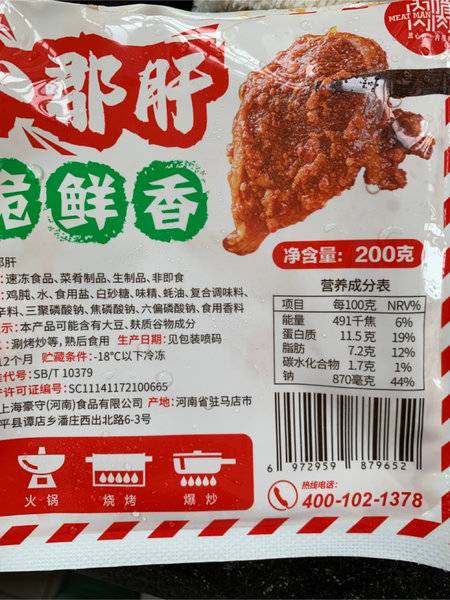 MEAT MAN
郡肝
脆鲜香
净含量：200克
郡肝
：速冻食品、菜肴制品、生制品、非即食
：鸡肫、水、食用盐、白砂糖、味精、蚝油、复合调味料、
辛料、三聚磷酸钠、焦磷酸钠、六偏磷酸钠、食用香料
示：本产品可能含有大豆、麸质谷物成分
：涮烤炒等，熟后食用 生产日期：见包装喷码
12个月 贮藏条件：-18℃以下冷冻
代号：SB/T 10379
许可证编号：SC11141172100665
上海豪守(河南)食品有限公司 产地：河南省驻马店市
平县谭店乡潘庄西出北路6-3号
营养成分表
项目 每100克 NRV%
能量 491千焦 6%
蛋白质 11.5克 19%
脂肪 7.2克 12%
碳水化合物 1.7克 1%
钠 870毫克 44%
6 972959 879652
火锅 烧烤 爆炒
热线电话：
400-102-1378